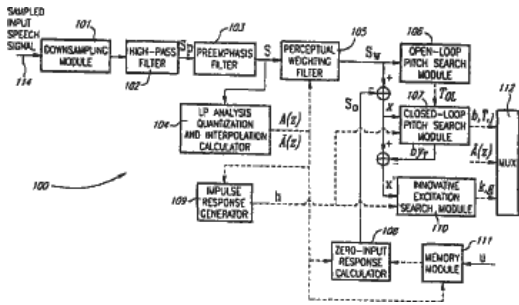 SAMPLED
INPUT
SPEECH
SIGNAL
114
101
DOWNSAMPLING
MODULE
HIGH-PASS
FILTER
102
103
PREEMPHASIS
FILTER
S
PERCEPTUAL
WEIGHTING
FILTER
105
Sw
106
OPEN-LOOP
PITCH SEARCH
MODULE
TOL
107
CLOSED-LOOP
PITCH SEARCH
MODULE
b,T,j
112
MUX
S0
+
x
byT
+
x'
104
LP ANALYSIS
QUANTIZATION
AND INTERPOLATION
CALCULATOR
A(z)
Â(z)
Â(z)
100
109
IMPULSE
RESPONSE
GENERATOR
h
INNOVATIVE
EXCITATION
SEARCH MODULE
110
k,g
108
ZERO-INPUT
RESPONSE
CALCULATOR
111
MEMORY
MODULE
u